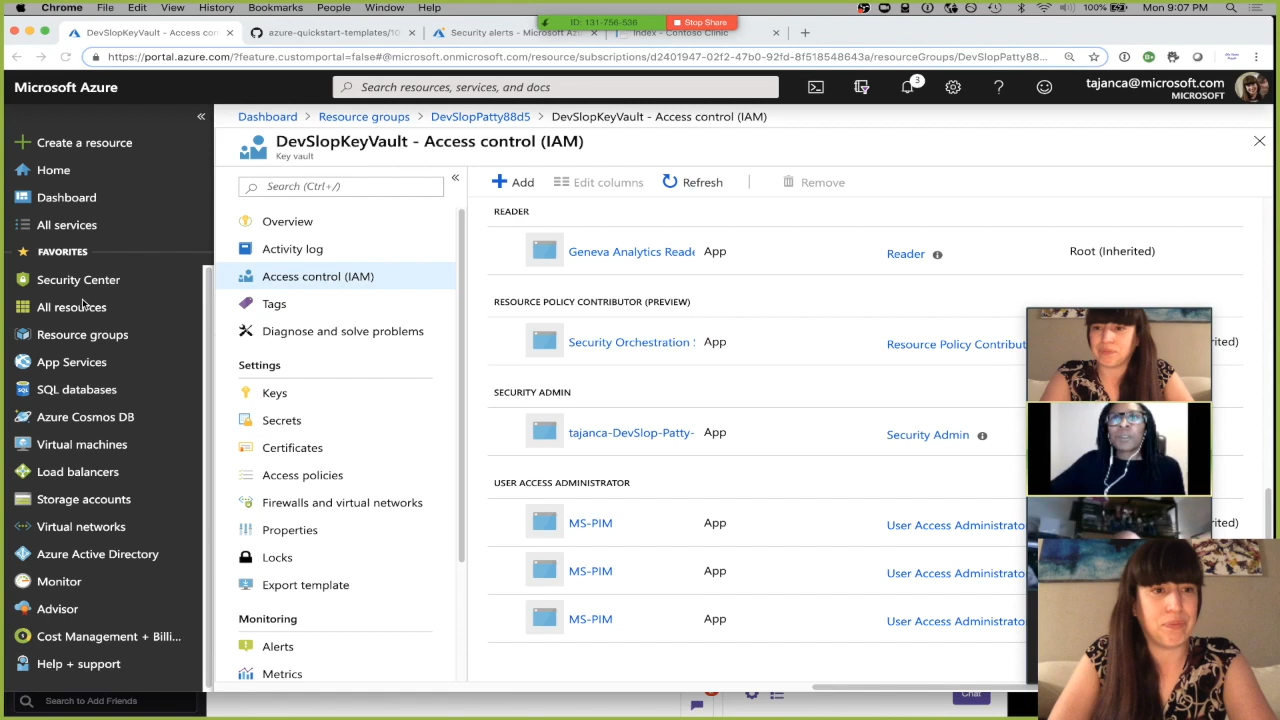 Chrome File Edit View History Bookmarks People Window Help 100% Mon 9:07 PM
ID: 131-756-536 Stop Share
DevSlopKeyVault - Access con × azure-quickstart-templates/10 × Security alerts - Microsoft Az × Index - Contoso Clinic × +
https://portal.azure.com/?feature.customportal=false#@microsoft.onmicrosoft.com/resource/subscriptions/d2401947-02f2-47b0-92fd-8f518548643a/resourceGroups/DevSlopPatty88...
Microsoft Azure
Search resources, services, and docs
3
tajanca@microsoft.com
MICROSOFT
Create a resource
Home
Dashboard
All services
FAVORITES
Security Center
All resources
Resource groups
App Services
SQL databases
Azure Cosmos DB
Virtual machines
Load balancers
Storage accounts
Virtual networks
Azure Active Directory
Monitor
Advisor
Cost Management + Billi...
Help + support
Search to Add Friends
Dashboard > Resource groups > DevSlopPatty88d5 > DevSlopKeyVault - Access control (IAM)
DevSlopKeyVault - Access control (IAM)
Key vault
Search (Ctrl+/)
Overview
Activity log
Access control (IAM)
Tags
Diagnose and solve problems
Settings
Keys
Secrets
Certificates
Access policies
Firewalls and virtual networks
Properties
Locks
Export template
Monitoring
Alerts
Metrics
Add Edit columns Refresh Remove
READER
Geneva Analytics Reade App Reader Root (Inherited)
RESOURCE POLICY CONTRIBUTOR (PREVIEW)
Security Orchestration App Resource Policy Contribut ited)
SECURITY ADMIN
tajanca-DevSlop-Patty- App Security Admin
USER ACCESS ADMINISTRATOR
MS-PIM App User Access Administrato ited)
MS-PIM App User Access Administrato
MS-PIM App User Access Administrato
Chat